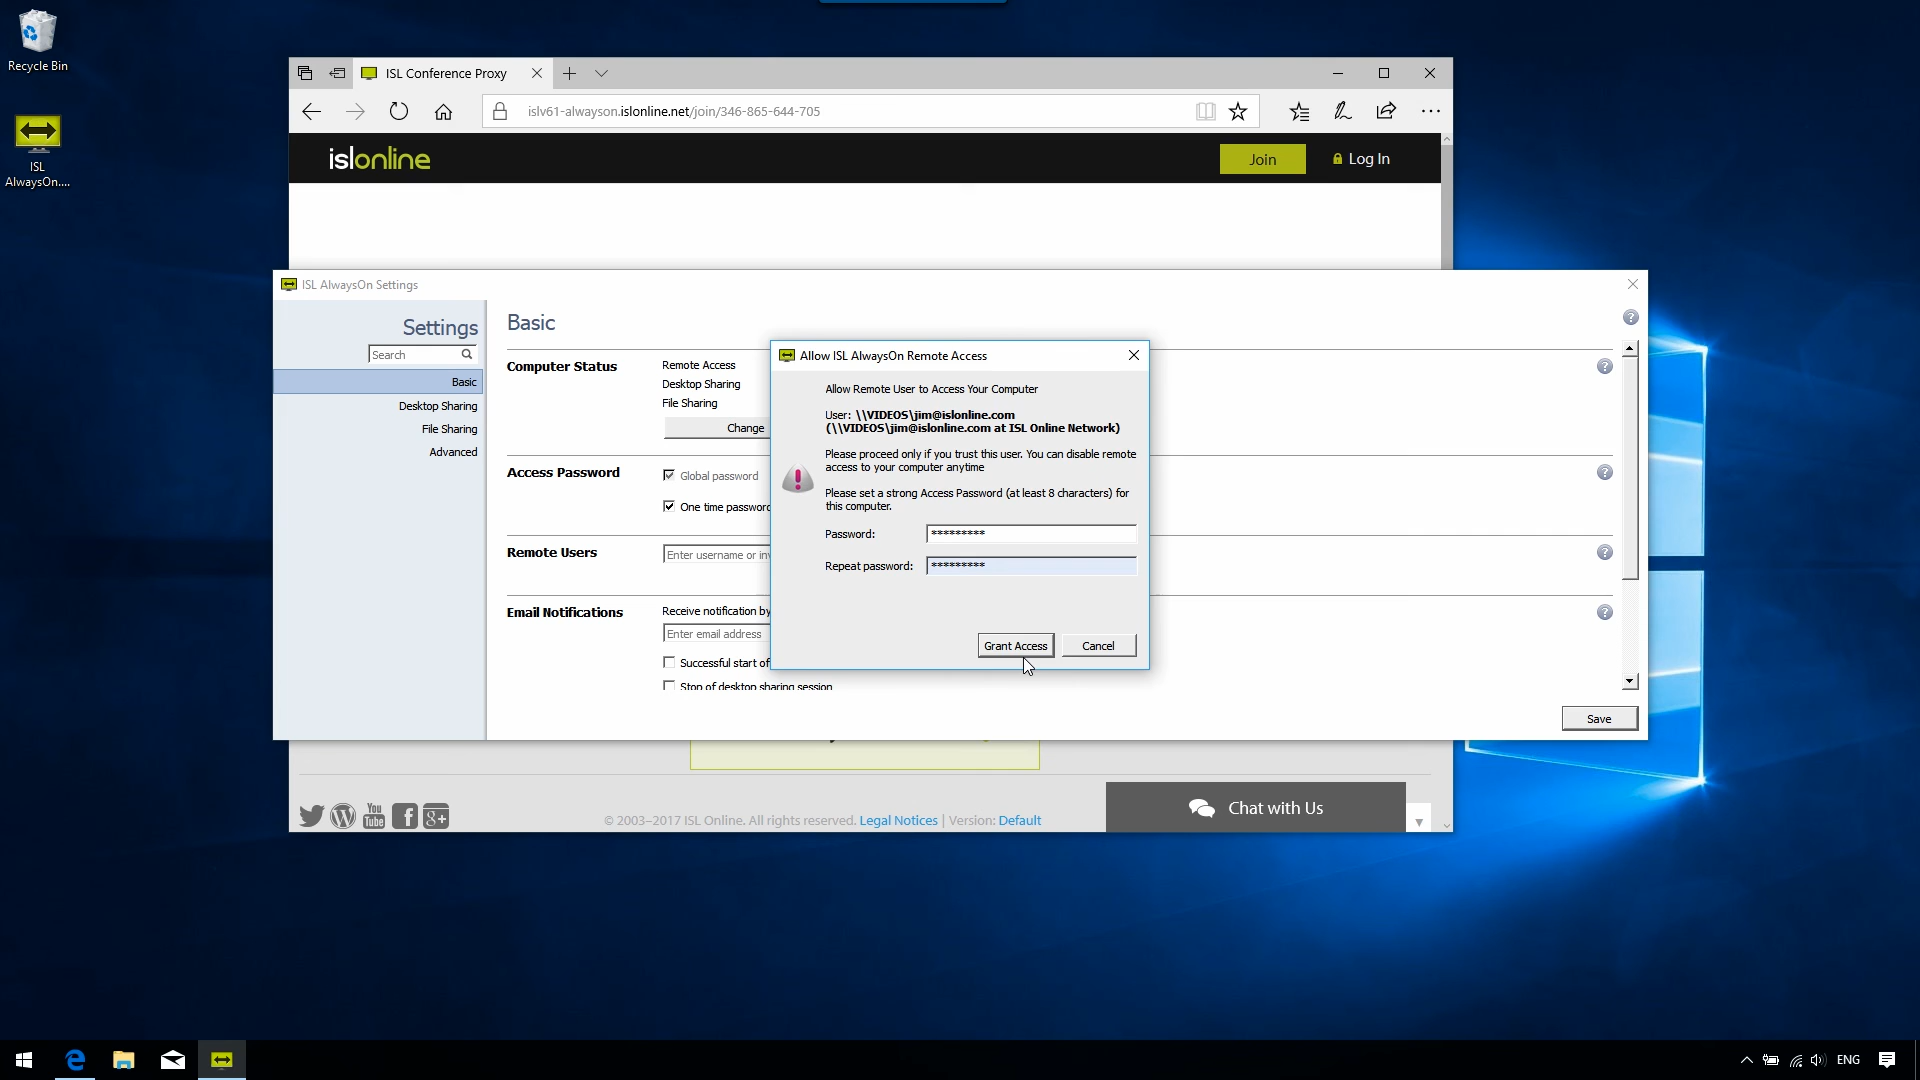 Recycle Bin
ISL
AlwaysOn....
ISL Conference Proxy
islv61-alwayson.islonline.net/join/346-865-644-705
islonline
Join
Log In
ISL AlwaysOn Settings
Settings
Search
Basic
Desktop Sharing
File Sharing
Advanced
Basic
Computer Status
Remote Access
Desktop Sharing
File Sharing
Change
Access Password
Global password
One time password
Remote Users
Enter username or inv
Email Notifications
Receive notification by
Enter email address
Successful start of
Stop of desktop sharing session
Save
Allow ISL AlwaysOn Remote Access
Allow Remote User to Access Your Computer
User: \\VIDEOS\jim@islonline.com
(\\VIDEOS\jim@islonline.com at ISL Online Network)
Please proceed only if you trust this user. You can disable remote
access to your computer anytime
Please set a strong Access Password (at least 8 characters) for
this computer.
Password: *********
Repeat password: *********
Grant Access
Cancel
You
Tube
© 2003–2017 ISL Online. All rights reserved. Legal Notices | Version: Default
Chat with Us
ENG